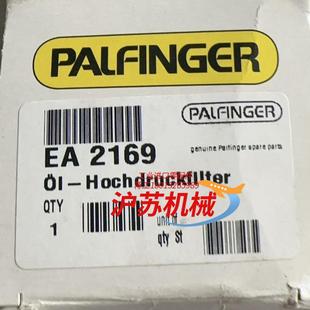 PALFINGER
PALFINGER
genuine Palfinger spare parts
EA 2169
Öl-Hochdruckfilter
QTY
沪苏机械
1
qty St